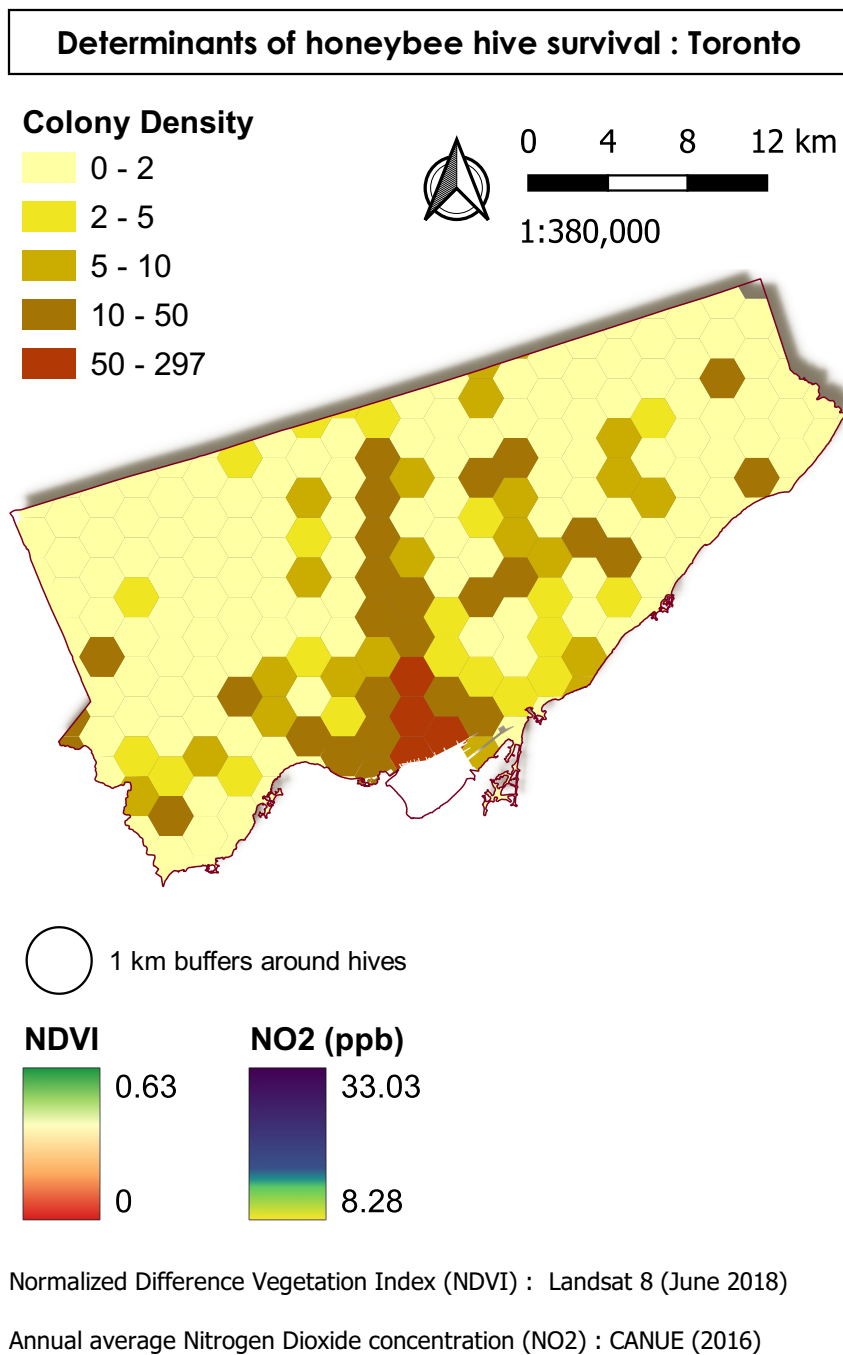 Determinants of honeybee hive survival : Toronto
Colony Density
0 - 2
2 - 5
5 - 10
10 - 50
50 - 297
0 4 8 12 km
1:380,000
1 km buffers around hives
NDVI
0.63
0
NO2 (ppb)
33.03
8.28
Normalized Difference Vegetation Index (NDVI) : Landsat 8 (June 2018)
Annual average Nitrogen Dioxide concentration (NO2) : CANUE (2016)